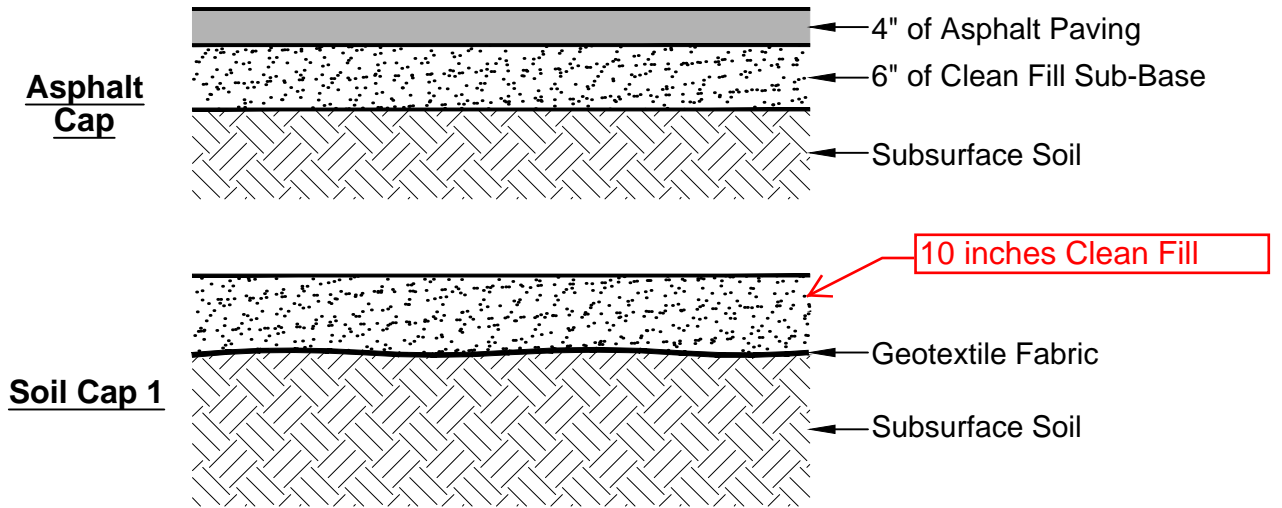 Asphalt
Cap
4" of Asphalt Paving
6" of Clean Fill Sub-Base
Subsurface Soil
Soil Cap 1
10 inches Clean Fill
Geotextile Fabric
Subsurface Soil